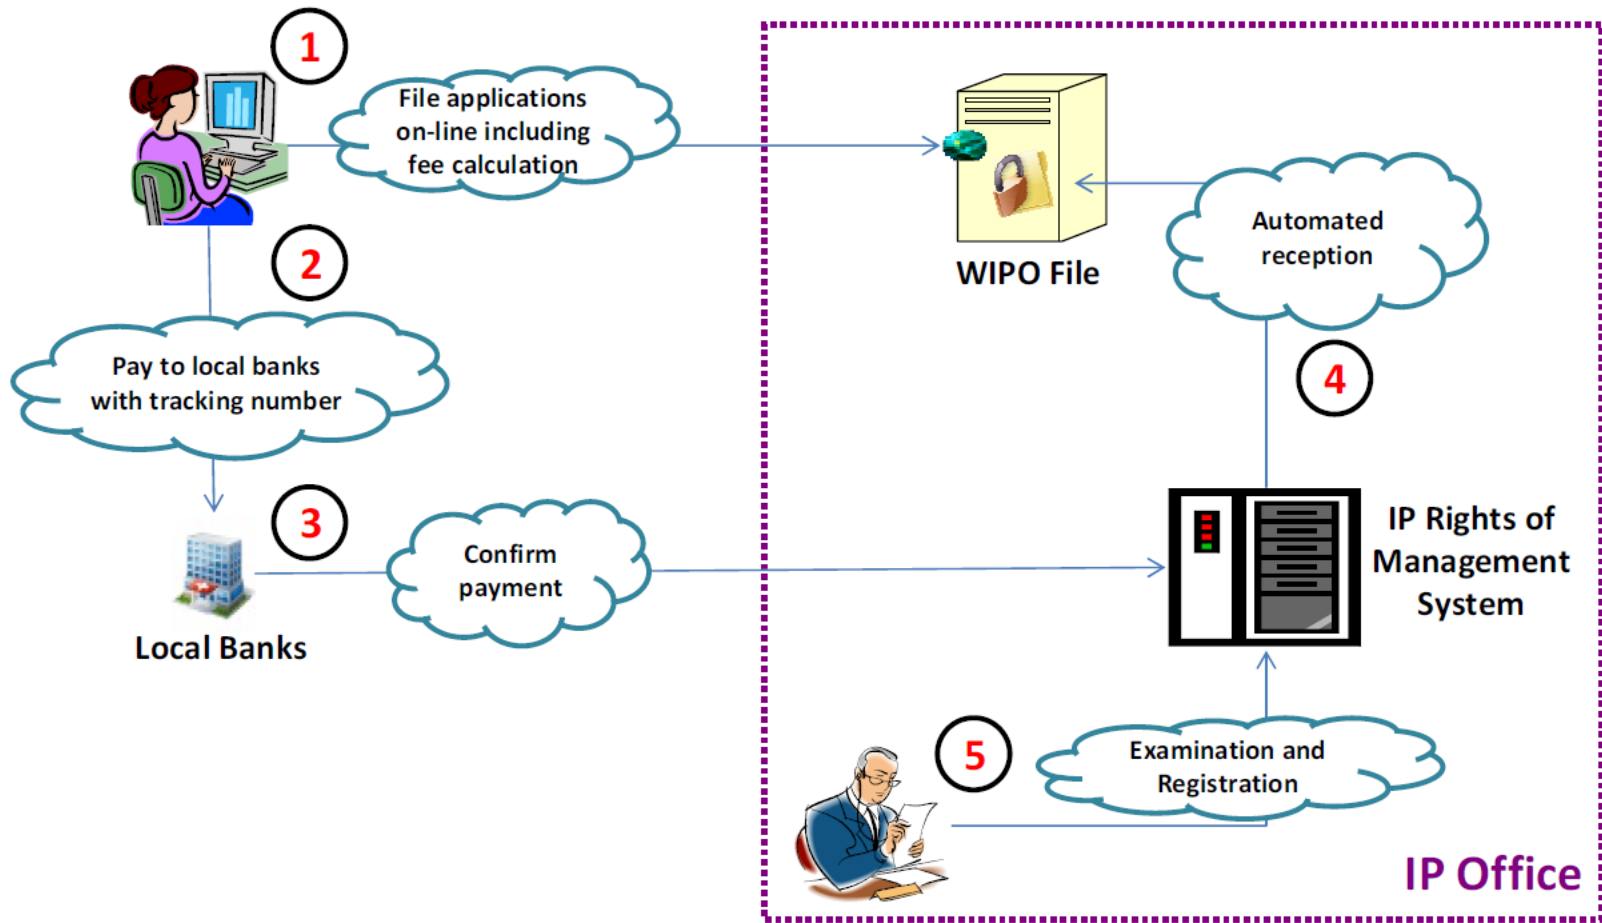 1
File applications
on-line including
fee calculation
WIPO File
Automated
reception
2
Pay to local banks
with tracking number
4
3
Confirm
payment
Local Banks
IP Rights of
Management
System
5
Examination and
Registration
IP Office